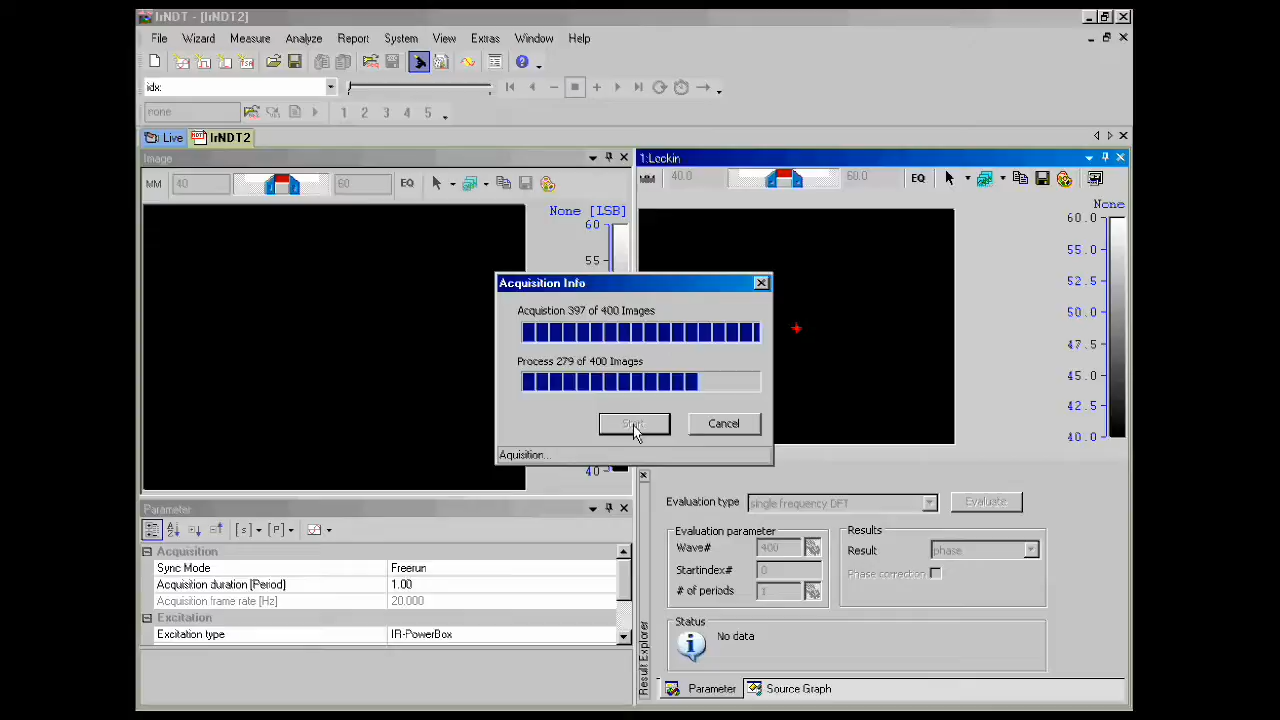 IrNDT - [IrNDT2]
File Wizard Measure Analyze Report System View Extras Window Help
idx:
none 1 2 3 4 5
Live IrNDT2
Image
MM 40 60 EQ
None [LSB]
60
55
40
1:Lockin
MM 40.0 60.0 EQ
None
60.0
55.0
52.5
50.0
47.5
45.0
42.5
40.0
Acquisition Info
Acquistion 397 of 400 Images
Process 279 of 400 Images
Start Cancel
Aquisition...
Parameter
[s] [P]
Acquisition
Sync Mode Freerun
Acquisition duration [Period] 1.00
Acquisition frame rate [Hz] 20.000
Excitation
Excitation type IR-PowerBox
Result Explorer
Evaluation type single frequency DFT Evaluate
Evaluation parameter
Wave# 400
Startindex# 0
# of periods 1
Results
Result phase
Phase correction
Status
No data
Parameter Source Graph